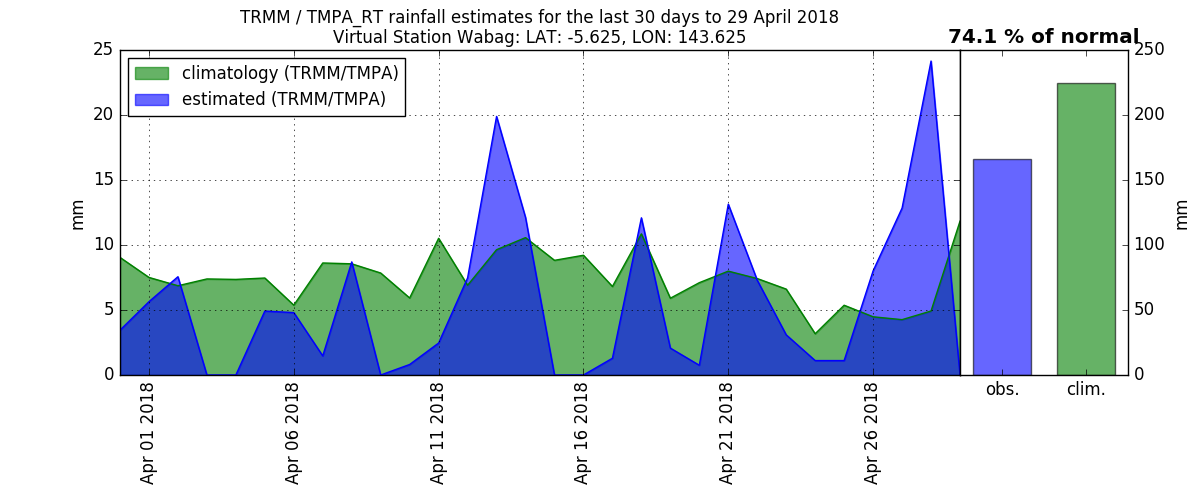 TRMM / TMPA_RT rainfall estimates for the last 30 days to 29 April 2018
Virtual Station Wabag: LAT: -5.625, LON: 143.625
74.1 % of normal
climatology (TRMM/TMPA)
estimated (TRMM/TMPA)
25
20
15
10
5
0
mm
Apr 01 2018
Apr 06 2018
Apr 11 2018
Apr 16 2018
Apr 21 2018
Apr 26 2018
250
200
150
100
50
0
mm
obs.
clim.